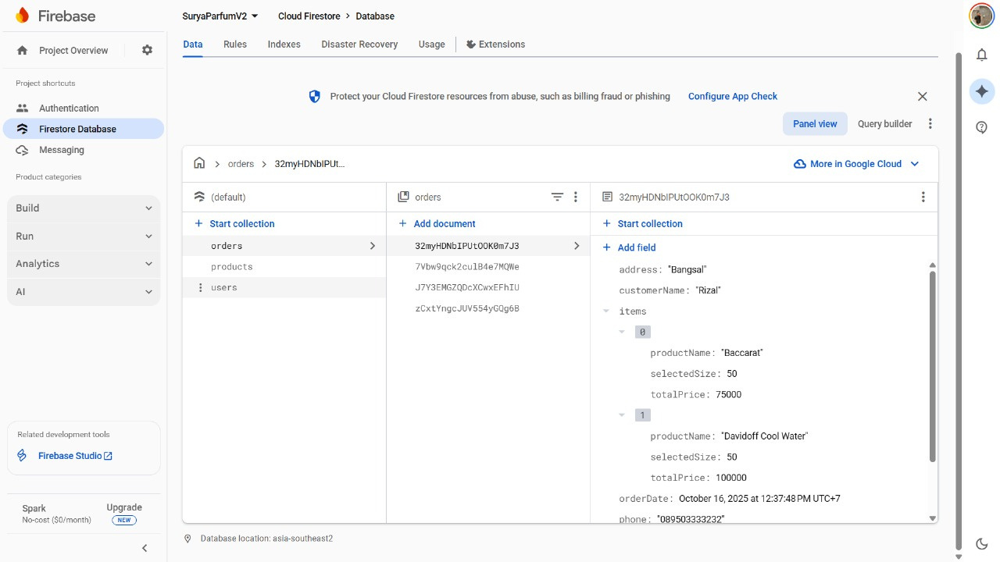 Firebase
SuryaParfumV2
Cloud Firestore > Database
Project Overview
Data Rules Indexes Disaster Recovery Usage Extensions
Project shortcuts
Authentication
Firestore Database
Messaging
Product categories
Build
Run
Analytics
AI
Related development tools
Firebase Studio
Spark
No-cost ($0/month)
Upgrade
NEW
Protect your Cloud Firestore resources from abuse, such as billing fraud or phishing Configure App Check
Panel view Query builder
orders > 32myHDNbIPUt...
More in Google Cloud
(default)
+ Start collection
orders
products
users
orders
+ Add document
32myHDNbIPUtOOK0m7J3
7Vbw9qck2culB4e7MQWe
J7Y3EMGZQDcXCwxEFhIU
zCxtYngcJUV554yGQg6B
32myHDNbIPUtOOK0m7J3
+ Start collection
+ Add field
address: "Bangsal"
customerName: "Rizal"
items
0
productName: "Baccarat"
selectedSize: 50
totalPrice: 75000
1
productName: "Davidoff Cool Water"
selectedSize: 50
totalPrice: 100000
orderDate: October 16, 2025 at 12:37:48 PM UTC+7
phone: "089503333232"
Database location: asia-southeast2